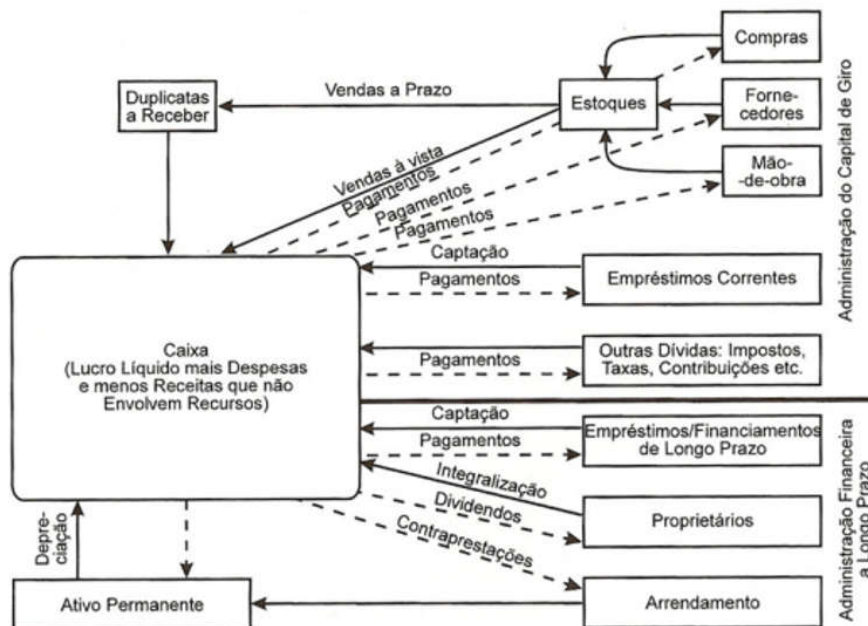 Compras
Duplicatas
a Receber
Vendas a Prazo
Estoques
Forne-
cedores
Mão-
-de-obra
Vendas à vista
Pagamentos
Pagamentos
Pagamentos
Administração do Capital de Giro
Captação
Pagamentos
Empréstimos Correntes
Caixa
(Lucro Líquido mais Despesas
e menos Receitas que não
Envolvem Recursos)
Pagamentos
Outras Dívidas: Impostos,
Taxas, Contribuições etc.
Captação
Pagamentos
Empréstimos/Financiamentos
de Longo Prazo
Integralização
Dividendos
Proprietários
Contraprestações
Depre-
ciação
Ativo Permanente
Arrendamento
Administração Financeira
a Longo Prazo